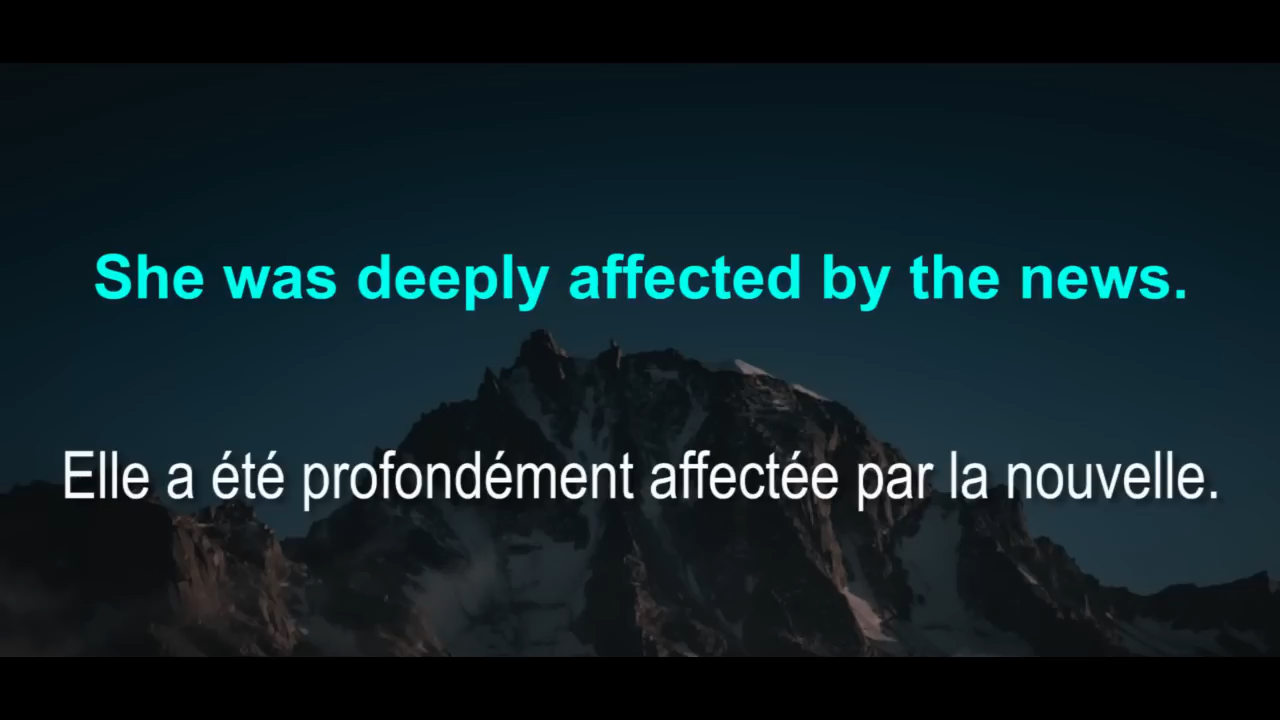 She was deeply affected by the news.
Elle a été profondément affectée par la nouvelle.